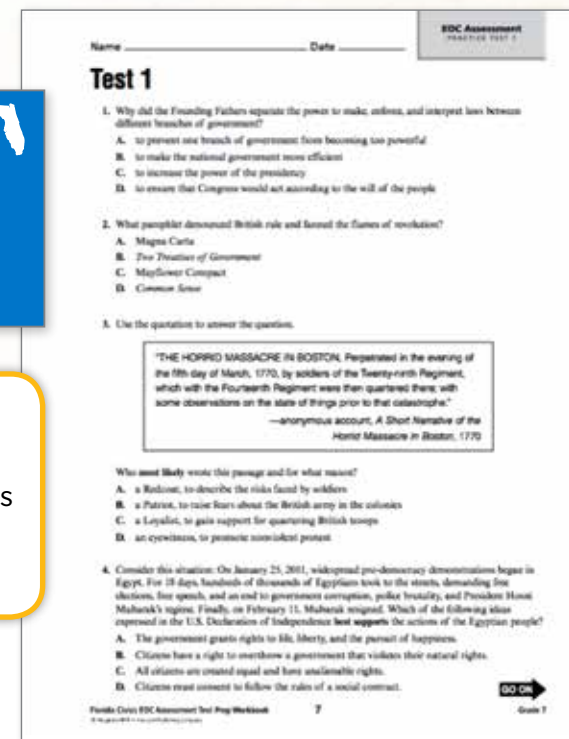 EOC Assessment
PRACTICE TEST 1
Name
Date
Test 1
1. Why did the Founding Fathers separate the power to make, enforce, and interpret laws between
different branches of government?
A. to prevent one branch of government from becoming too powerful
B. to make the national government more efficient
C. to increase the power of the presidency
D. to ensure that Congress would act according to the will of the people
2. What pamphlet denounced British rule and fanned the flames of revolution?
A. Magna Carta
B. Two Treatises of Government
C. Mayflower Compact
D. Common Sense
3. Use the quotation to answer the question.
"THE HORRID MASSACRE IN BOSTON, Perpetrated in the evening of
the fifth day of March, 1770, by soldiers of the Twenty-ninth Regiment,
which with the Fourteenth Regiment were then quartered there; with
some observations on the state of things prior to that catastrophe."
—anonymous account, A Short Narrative of the
Horrid Massacre in Boston, 1770
Who most likely wrote this passage and for what reason?
A. a Redcoat, to describe the risks faced by soldiers
B. a Patriot, to raise fears about the British army in the colonies
C. a Loyalist, to gain support for quartering British troops
D. an eyewitness, to promote nonviolent protest
s
4. Consider this situation: On January 25, 2011, widespread pro-democracy demonstrations began in
Egypt. For 18 days, hundreds of thousands of Egyptians took to the streets, demanding free
elections, free speech, and an end to government corruption, police brutality, and President Hosni
Mubarak's regime. Finally, on February 11, Mubarak resigned. Which of the following ideas
expressed in the U.S. Declaration of Independence best supports the actions of the Egyptian people?
A. The government grants rights to life, liberty, and the pursuit of happiness.
B. Citizens have a right to overthrow a government that violates their natural rights.
C. All citizens are created equal and have unalienable rights.
D. Citizens must consent to follow the rules of a social contract.
GO ON
Florida Civics EOC Assessment Test Prep Workbook
7
Grade 7